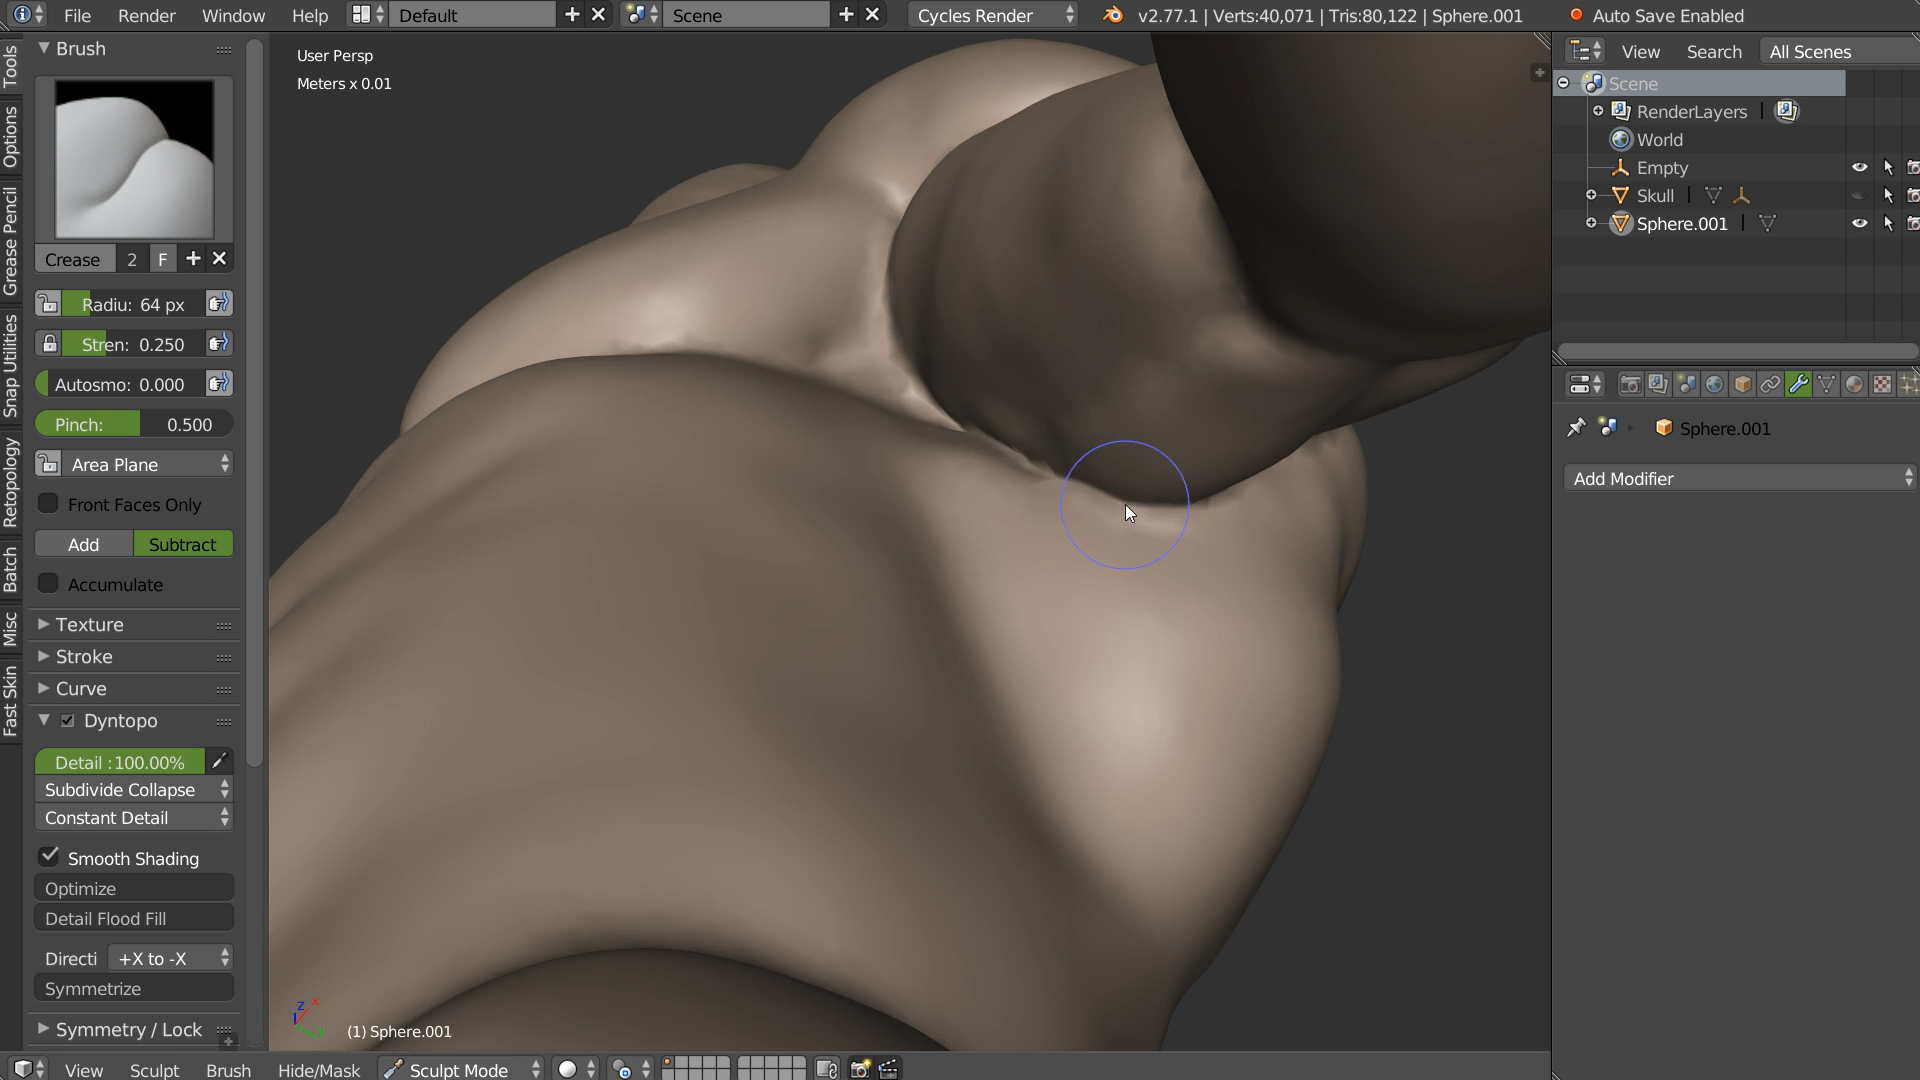 File Render Window Help Default Scene Cycles Render v2.77.1 | Verts:40,071 | Tris:80,122 | Sphere.001 Auto Save Enabled
Tools
Options
Grease Pencil
Snap Utilities
Retopology
Batch
Misc
Fast Skin
Brush
Crease 2 F
Radiu: 64 px
Stren: 0.250
Autosmo: 0.000
Pinch: 0.500
Area Plane
Front Faces Only
Add Subtract
Accumulate
Texture
Stroke
Curve
Dyntopo
Detail :100.00%
Subdivide Collapse
Constant Detail
Smooth Shading
Optimize
Detail Flood Fill
Directi +X to -X
Symmetrize
Symmetry / Lock
User Persp
Meters x 0.01
z x
y
(1) Sphere.001
View Search All Scenes
Scene
RenderLayers
World
Empty
Skull
Sphere.001
Sphere.001
Add Modifier
View Sculpt Brush Hide/Mask Sculpt Mode